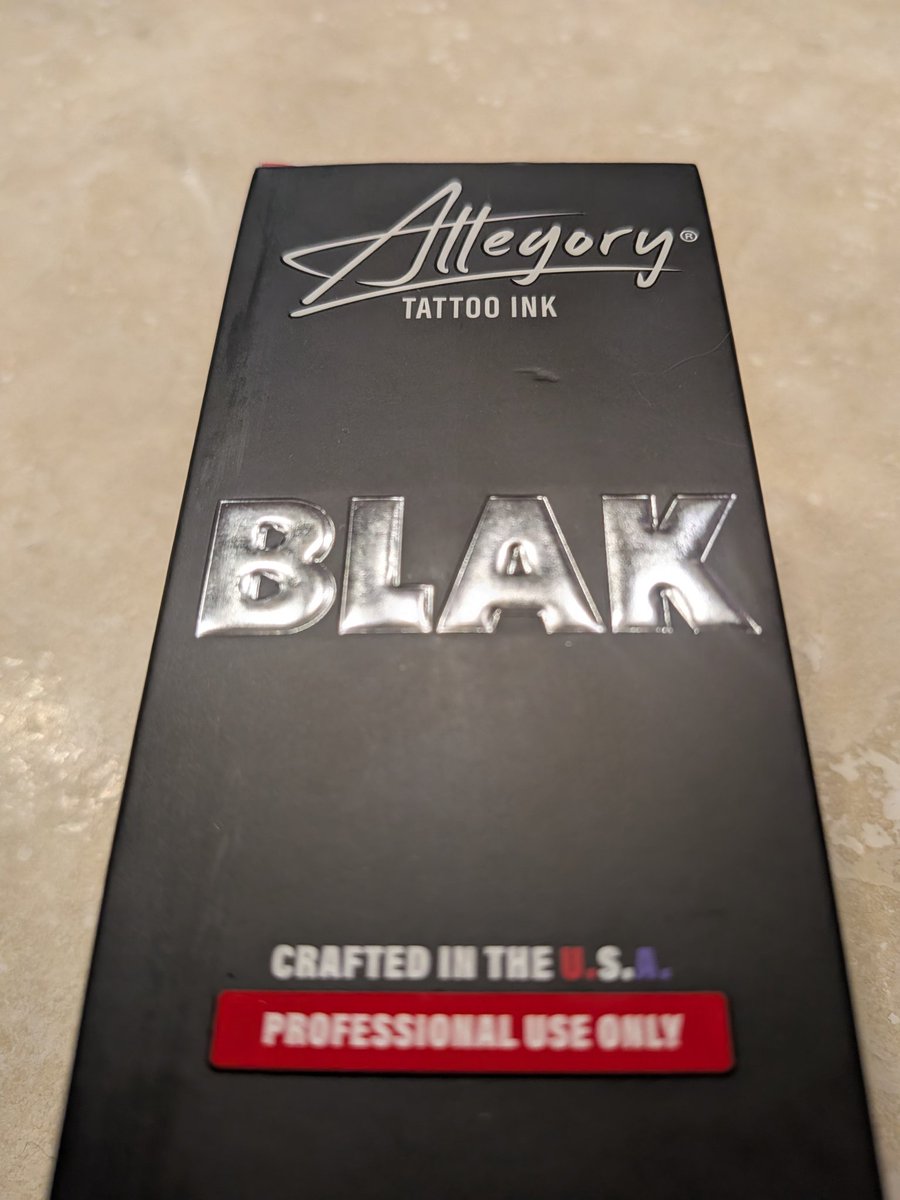 Allegory®
TATTOO INK
BLAK
CRAFTED IN THE U.S.A.
PROFESSIONAL USE ONLY